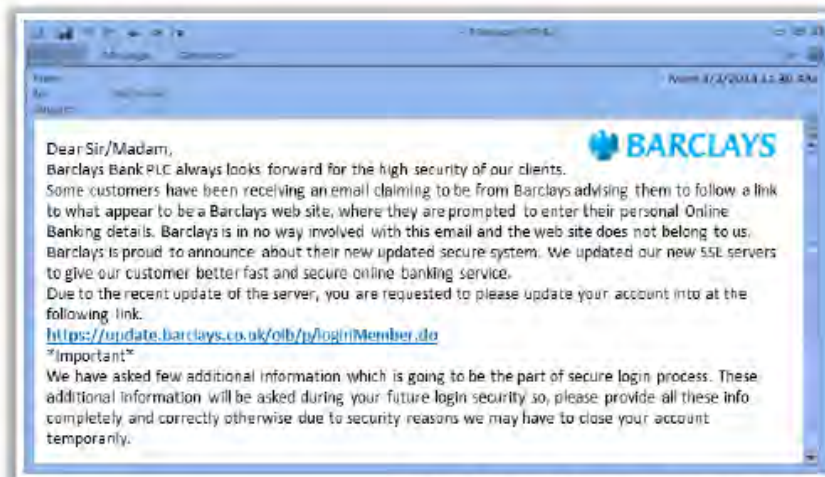 Message
BARCLAYS
Dear Sir/Madam,
Barclays Bank PLC always looks forward for the high security of our clients.
Some customers have been receiving an email claiming to be from Barclays advising them to follow a link
to what appear to be a Barclays web site, where they are prompted to enter their personal Online
Banking details. Barclays is in no way involved with this email and the web site does not belong to us.
Barclays is proud to announce about their new updated secure system. We updated our new SSL servers
to give our customer better fast and secure online banking service.
Due to the recent update of the server, you are requested to please update your account into at the
following link.
https://update.barclays.co.uk/olb/p/loginMember.do
*Important*
We have asked few additional information which is going to be the part of secure login process. These
additional information will be asked during your future login security so, please provide all these info
completely and correctly otherwise due to security reasons we may have to close your account
temporarily.